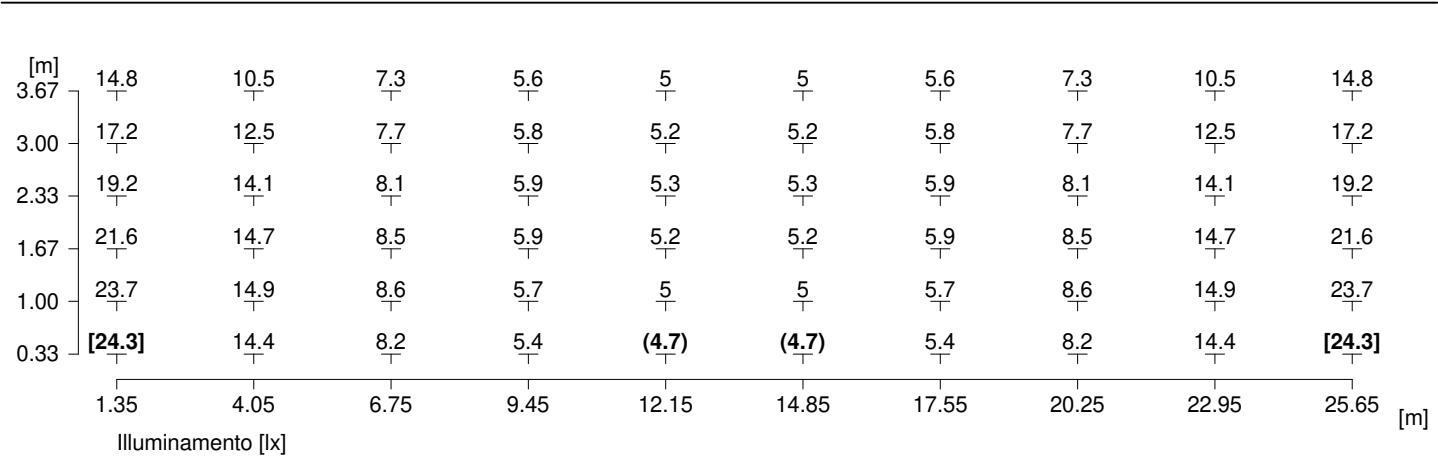 [m]
3.67 14.8 10.5 7.3 5.6 5 5 5.6 7.3 10.5 14.8
3.00 17.2 12.5 7.7 5.8 5.2 5.2 5.8 7.7 12.5 17.2
2.33 19.2 14.1 8.1 5.9 5.3 5.3 5.9 8.1 14.1 19.2
1.67 21.6 14.7 8.5 5.9 5.2 5.2 5.9 8.5 14.7 21.6
1.00 23.7 14.9 8.6 5.7 5 5 5.7 8.6 14.9 23.7
0.33 [24.3] 14.4 8.2 5.4 (4.7) (4.7) 5.4 8.2 14.4 [24.3]
1.35 4.05 6.75 9.45 12.15 14.85 17.55 20.25 22.95 25.65 [m]
Illuminamento [lx]